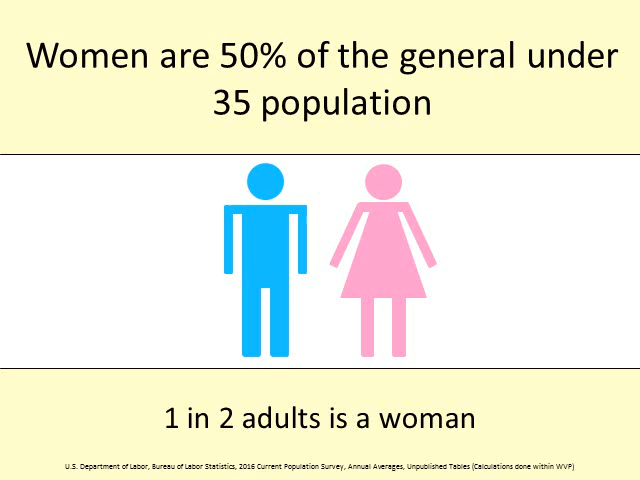 Women are 50% of the general under
35 population
1 in 2 adults is a woman
U.S. Department of Labor, Bureau of Labor Statistics, 2016 Current Population Survey, Annual Averages, Unpublished Tables (Calculations done within WVP)